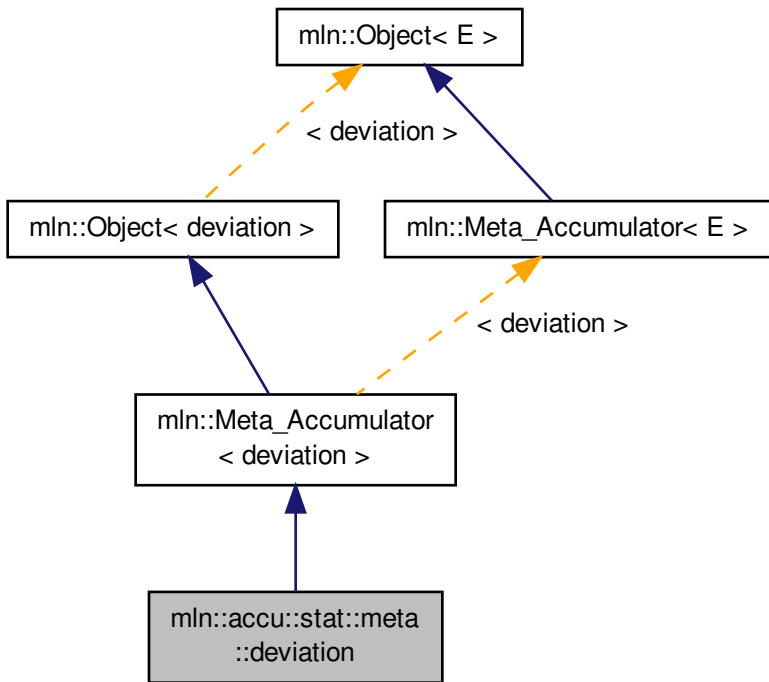 mln::Object< E >
< deviation >
mln::Object< deviation >
mln::Meta_Accumulator< E >
< deviation >
mln::Meta_Accumulator
< deviation >
mln::accu::stat::meta
::deviation